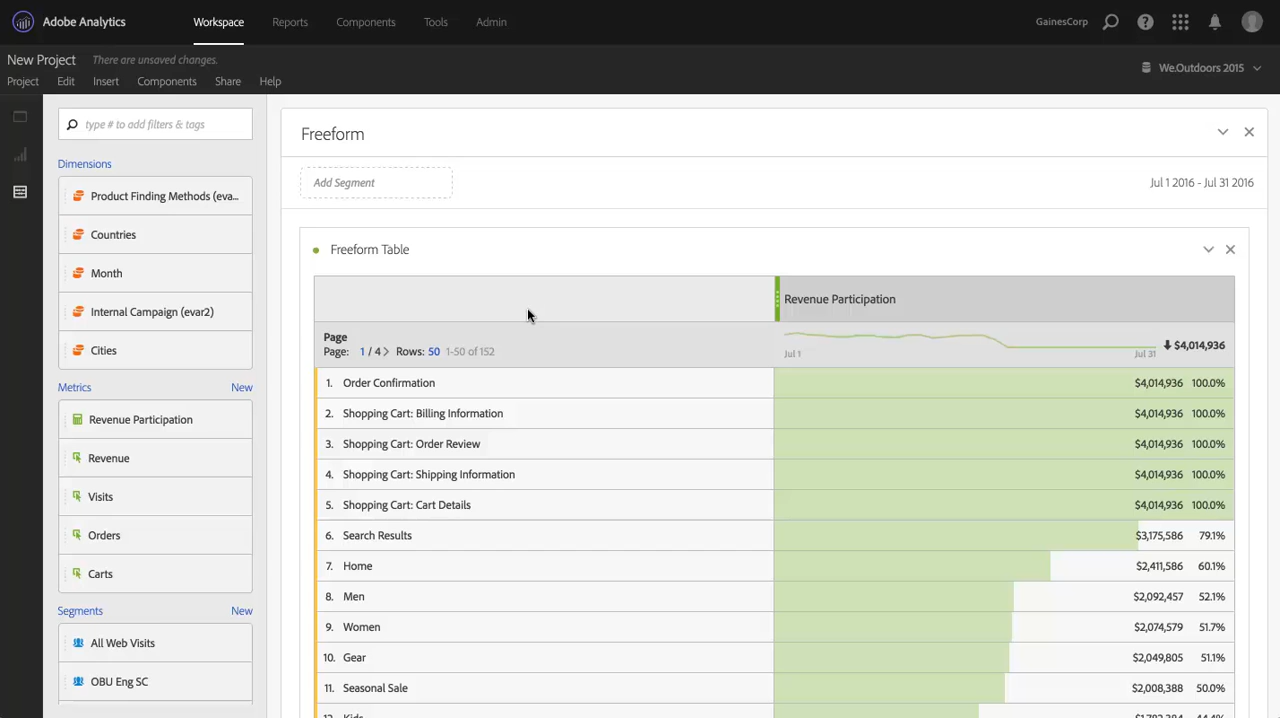 Adobe Analytics
Workspace
Reports
Components
Tools
Admin
GainesCorp
New Project
There are unsaved changes.
We.Outdoors 2015
Project
Edit
Insert
Components
Share
Help
type # to add filters & tags
Dimensions
Product Finding Methods (eva...
Countries
Month
Internal Campaign (evar2)
Cities
Metrics
New
Revenue Participation
Revenue
Visits
Orders
Carts
Segments
New
All Web Visits
OBU Eng SC
Freeform
Add Segment
Jul 1 2016 - Jul 31 2016
Freeform Table
Revenue Participation
Page
Page: 1 / 4 > Rows: 50 1-50 of 152
Jul 1
Jul 31
$4,014,936
1. Order Confirmation $4,014,936 100.0%
2. Shopping Cart: Billing Information $4,014,936 100.0%
3. Shopping Cart: Order Review $4,014,936 100.0%
4. Shopping Cart: Shipping Information $4,014,936 100.0%
5. Shopping Cart: Cart Details $4,014,936 100.0%
6. Search Results $3,175,586 79.1%
7. Home $2,411,586 60.1%
8. Men $2,092,457 52.1%
9. Women $2,074,579 51.7%
10. Gear $2,049,805 51.1%
11. Seasonal Sale $2,008,388 50.0%
12. Kids